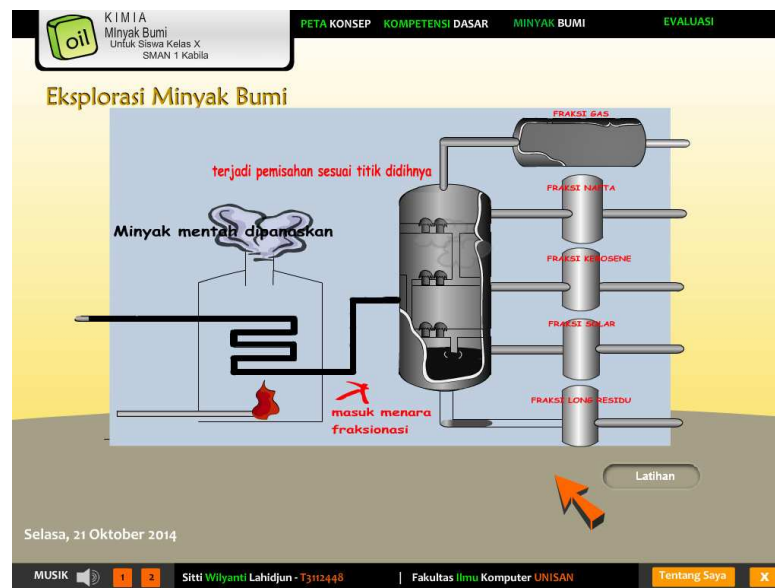 oil
KIMIA
MInyak Bumi
Untuk Siswa Kelas X
SMAN 1 Kabila
PETA KONSEP KOMPETENSI DASAR MINYAK BUMI EVALUASI
Eksplorasi Minyak Bumi
FRAKSI GAS
terjadi pemisahan sesuai titik didihnya
FRAKSI NAFTA
Minyak mentah dipanaskan
FRAKSI KEROSENE
FRAKSI SOLAR
FRAKSI LONG RESIDU
masuk menara
fraksionasi
Latihan
Selasa, 21 Oktober 2014
MUSIK 1 2 Sitti Wilyanti Lahidjun - T3112448 | Fakultas Ilmu Komputer UNISAN Tentang Saya X